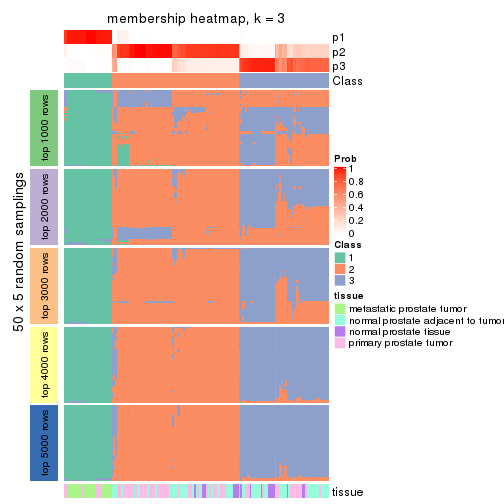 membership heatmap, k = 3
p1
p2
p3
Class
50 x 5 random samplings
top 1000 rows
top 2000 rows
top 3000 rows
top 4000 rows
top 5000 rows
Prob
1
0.8
0.6
0.4
0.2
0
Class
1
2
3
tissue
metastatic prostate tumor
normal prostate adjacent to tumor
normal prostate tissue
primary prostate tumor
tissue